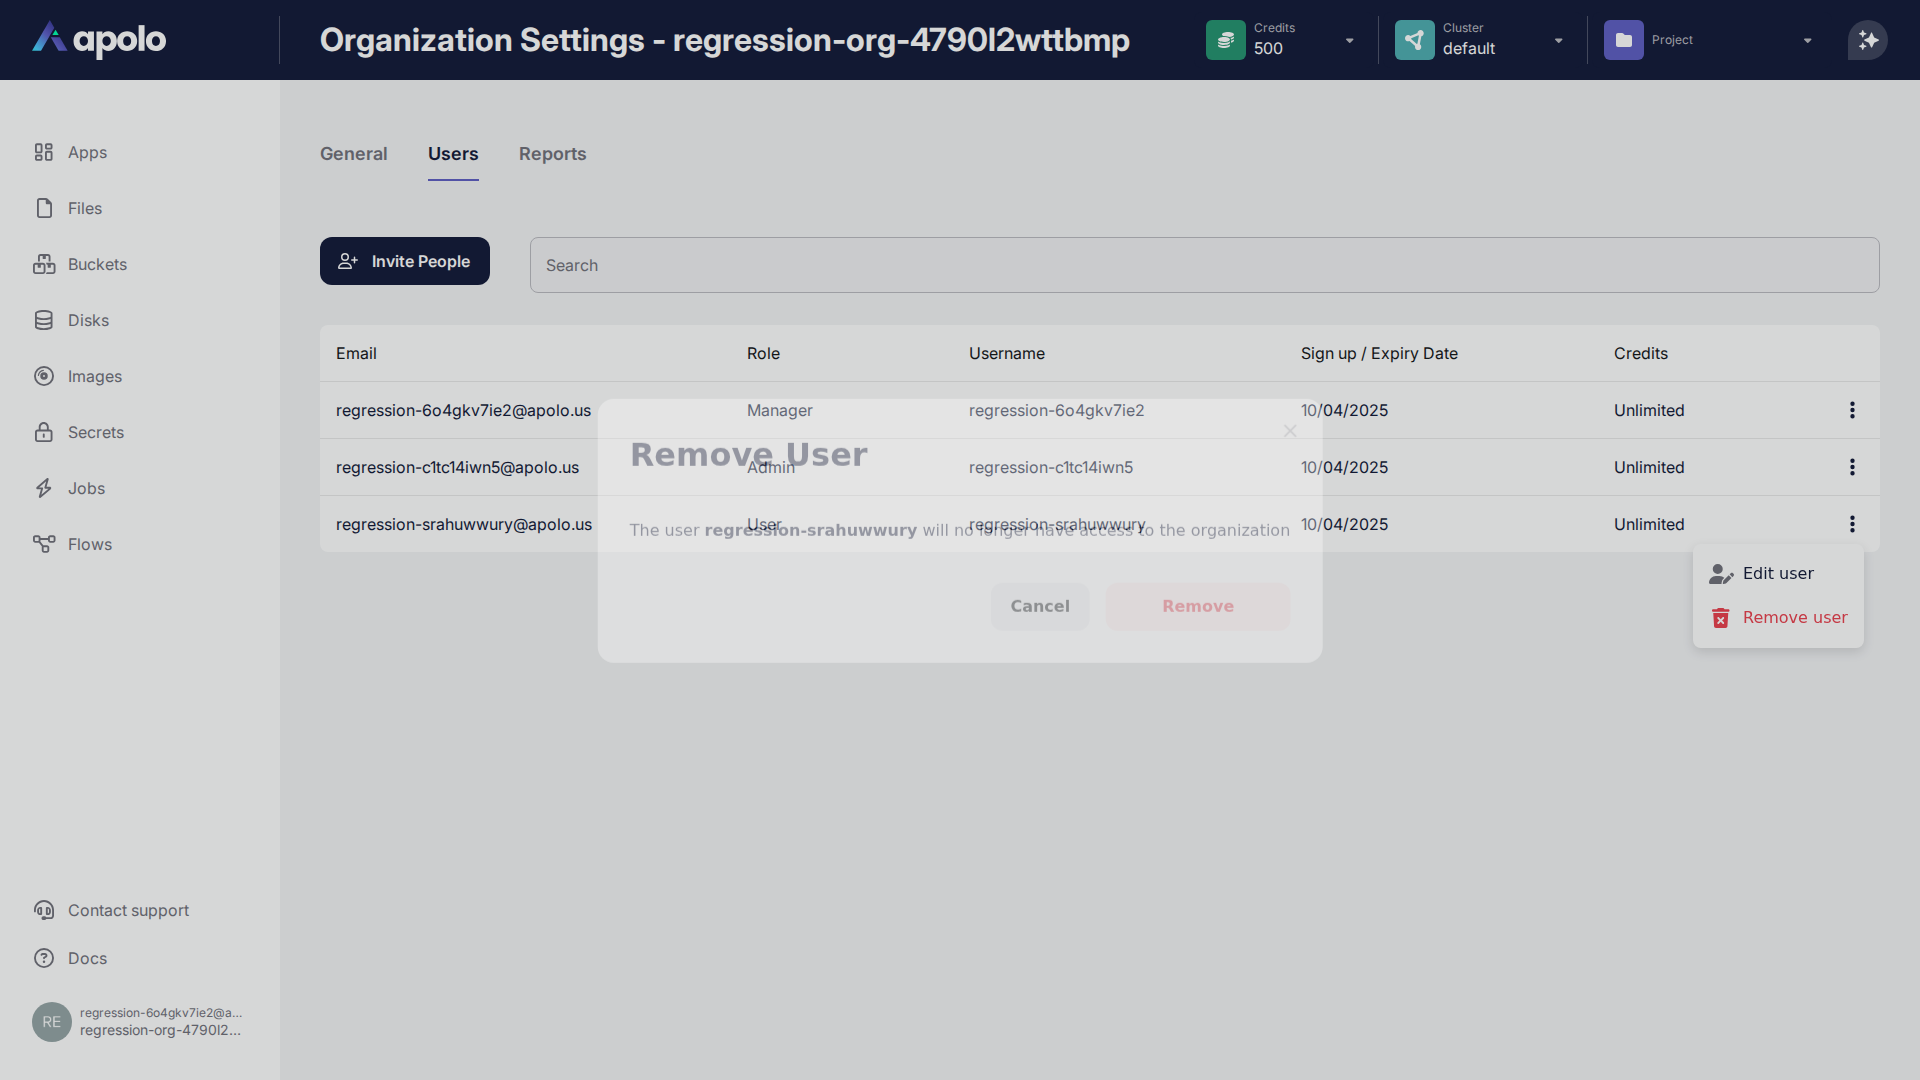 apolo
Organization Settings - regression-org-4790l2wttbmp
Credits
500
Cluster
default
Project
Apps
Files
Buckets
Disks
Images
Secrets
Jobs
Flows
General Users Reports
Invite People
Search
Email Role Username Sign up / Expiry Date Credits
regression-6o4gkv7ie2@apolo.us Manager regression-6o4gkv7ie2 10/04/2025 Unlimited
regression-c1tc14iwn5@apolo.us Admin regression-c1tc14iwn5 10/04/2025 Unlimited
regression-srahuwwury@apolo.us User regression-srahuwwury 10/04/2025 Unlimited
Remove User
The user regression-srahuwwury will no longer have access to the organization
Cancel Remove
Edit user
Remove user
Contact support
Docs
RE
regression-6o4gkv7ie2@a...
regression-org-4790l2...